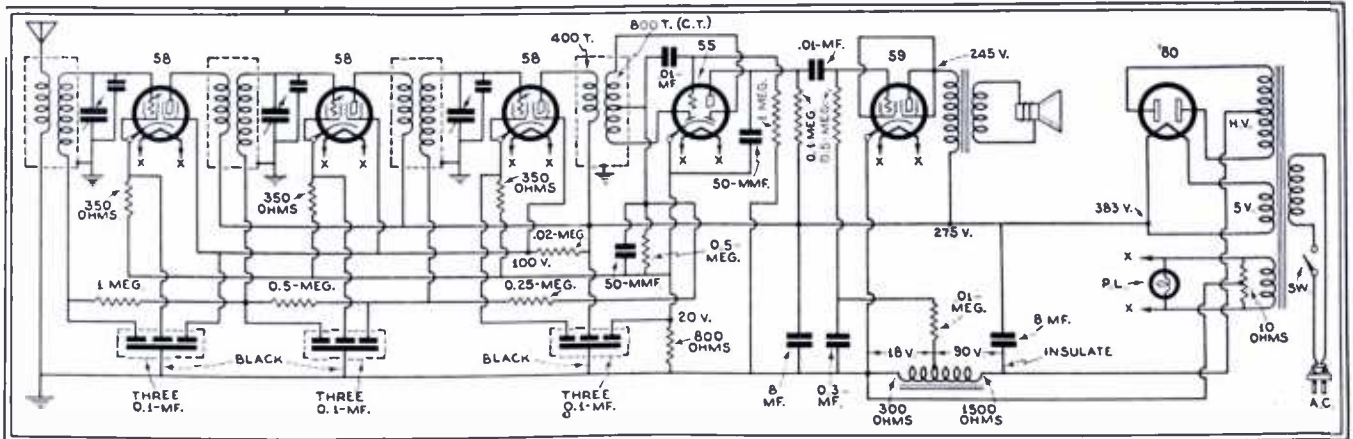 58
350
OHMS
58
350
OHMS
58
350
OHMS
400 T.
800 T. (C.T.)
.01-
MF
55
1 MEG.
50-MMF.
.01-MF.
0.1-MEG
0.5-MEG.
59
245 V.
'80
H.V.
5 V.
383 V.
275 V.
X
X
X
X
X
X
X
X
X
X
X
X
P.L.
SW
10
OHMS
A.C.
.02-MEG
100 V.
50-MMF
0.5-
MEG.
1 MEG
0.5-MEG.
0.25-MEG.
20 V.
800
OHMS
.01-
MEG.
8 MF.
INSULATE
18 V
90 V.
BLACK
BLACK
THREE
0.1-MF.
THREE
0.1-MF.
THREE
0.1-MF.
8
MF.
0.3-
MF.
300
OHMS
1500
OHMS